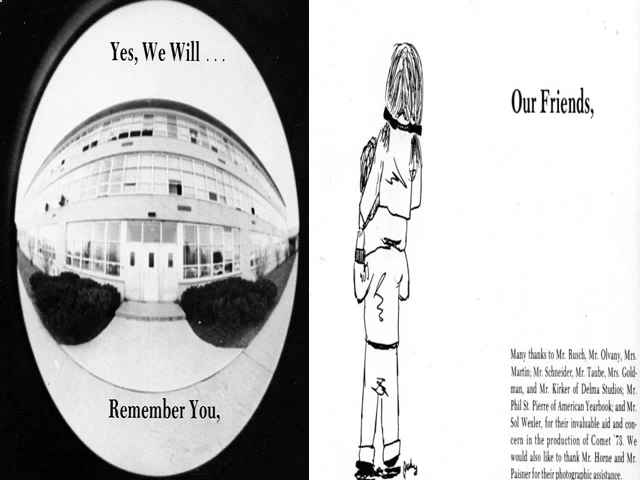 Yes, We Will . . .
Remember You,
Our Friends,
Many thanks to Mr. Rusch, Mr. Olvany, Mrs.
Martin; Mr. Schneider, Mr. Taube, Mrs. Gold-
man, and Mr. Kirker of Delma Studios; Mr.
Phil St. Pierre of American Yearbook; and Mr.
Sol Wexler, for their invaluable aid and con-
cern in the production of Comet '73. We
would also like to thank Mr. Horne and Mr.
Paisner for their photographic assistance.